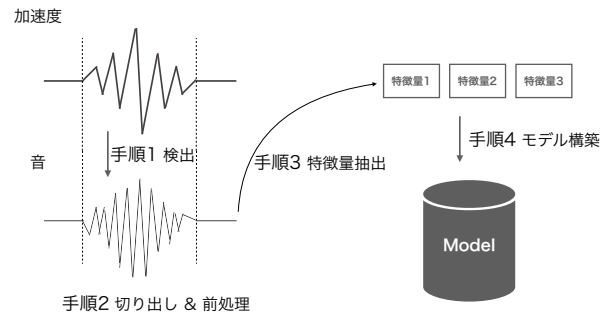 加速度
特徴量1
特徴量2
特徴量3
手順4 モデル構築
手順1 検出
音
手順3 特徴量抽出
Model
手順2 切り出し & 前処理